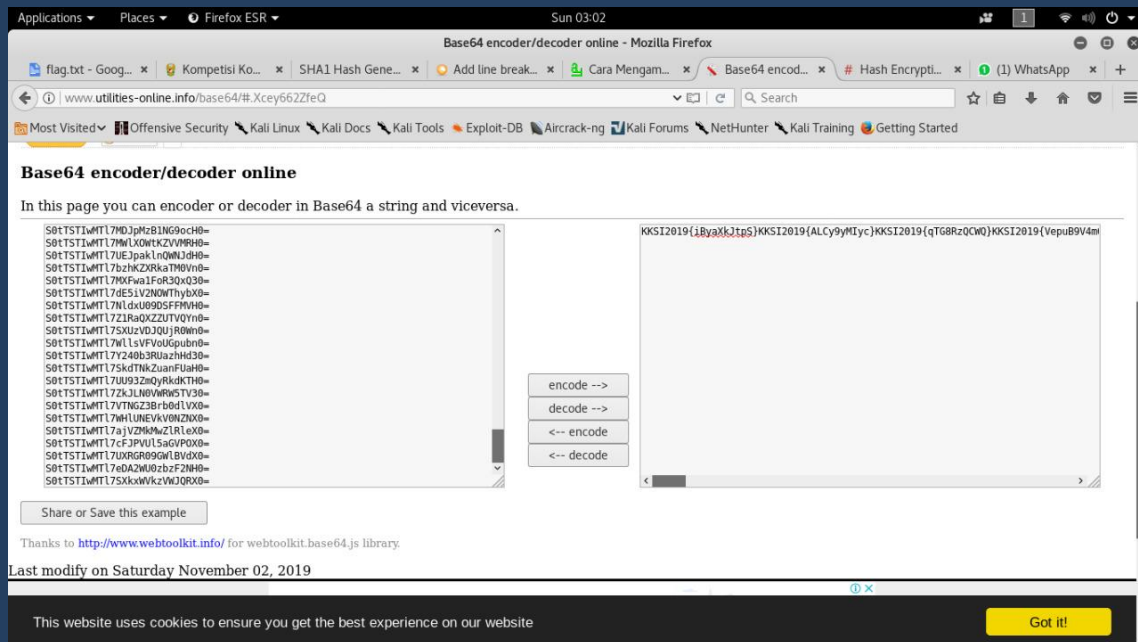 Applications Places Firefox ESR Sun 03:02 1
Base64 encoder/decoder online - Mozilla Firefox
flag.txt - Goog... Kompetisi Ko... SHA1 Hash Gene... Add line break... Cara Mengam... Base64 encod... # Hash Encrypti... (1) WhatsApp
www.utilities-online.info/base64/#.Xcey662ZfeQ Search
Most Visited Offensive Security Kali Linux Kali Docs Kali Tools Exploit-DB Aircrack-ng Kali Forums NetHunter Kali Training Getting Started
Base64 encoder/decoder online
In this page you can encoder or decoder in Base64 a string and viceversa.
S0tTSTIwMTl7MDJpMzB1NG9ocH0=
S0tTSTIwMTl7MWlXOWtKZVVMRH0=
S0tTSTIwMTl7UEJpaklnQWNJdH0=
S0tTSTIwMTl7bzhKZXRkaTM0Vn0=
S0tTSTIwMTl7MXFwa1FoR3QxQ30=
S0tTSTIwMTl7dE5iV2NOWThybX0=
S0tTSTIwMTl7NldxU09DSFFMVH0=
S0tTSTIwMTl7Z1RaQXZZUTVQYn0=
S0tTSTIwMTl7SXUzVDJQUjR0Wn0=
S0tTSTIwMTl7WllsVFVoUGpubn0=
S0tTSTIwMTl7Y240b3RUazhHd30=
S0tTSTIwMTl7SkdTNkZuanFUaH0=
S0tTSTIwMTl7UU93ZmQyRkdKTH0=
S0tTSTIwMTl7ZkJLN0VWRW5TV30=
S0tTSTIwMTl7VTNGZ3Brb0dlVX0=
S0tTSTIwMTl7WHlUNEVkV0NZNX0=
S0tTSTIwMTl7ajVZMkMwZlRleX0=
S0tTSTIwMTl7cFJPVUl5aGVPOX0=
S0tTSTIwMTl7UXRGR09GWlBVdX0=
S0tTSTIwMTl7eDA2WU0zbzF2NH0=
S0tTSTIwMTl7SXkxWVkzVWJQRX0=
KKSI2019{iByaXkJtpS}KKSI2019{ALCy9yMIyc}KKSI2019{qTG8RzQCWQ}KKSI2019{VepuB9V4m
encode -->
decode -->
<-- encode
<-- decode
Share or Save this example
Thanks to http://www.webtoolkit.info/ for webtoolkit.base64.js library.
Last modify on Saturday November 02, 2019
This website uses cookies to ensure you get the best experience on our website Got it!